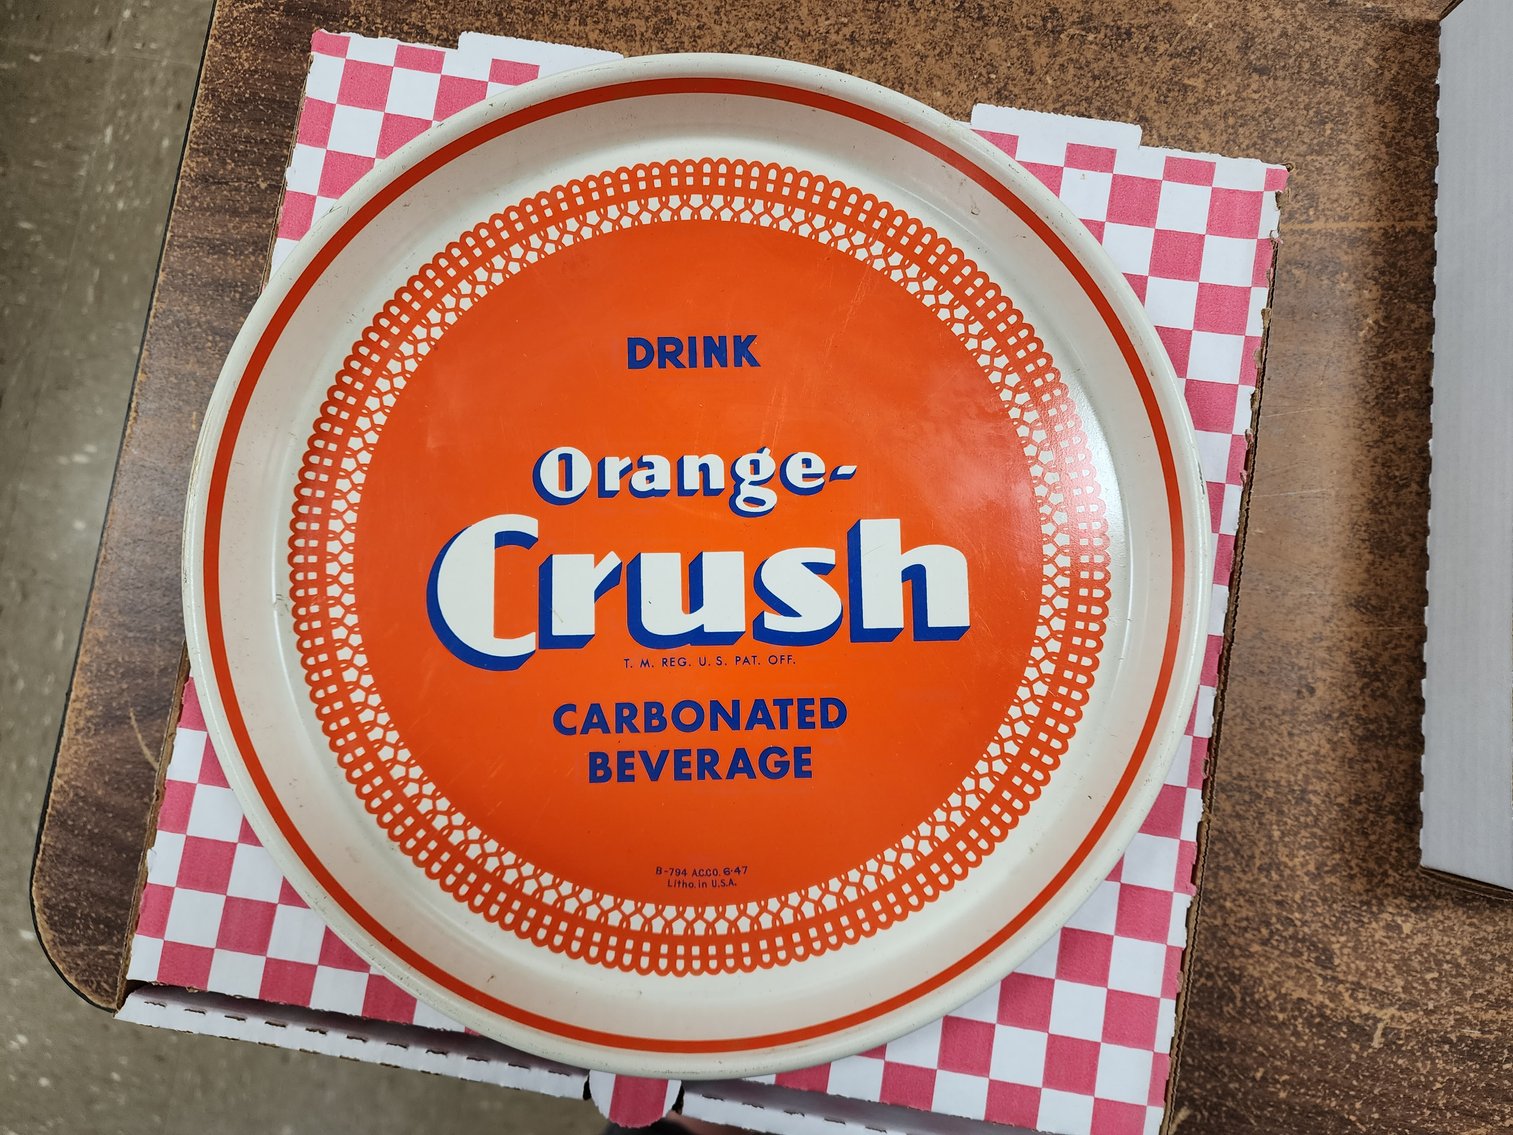 DRINK
Orange-
Crush
T. M. REG. U. S. PAT. OFF.
CARBONATED
BEVERAGE
B-794 A.C.CO. 6-47
Litho. in U.S.A.